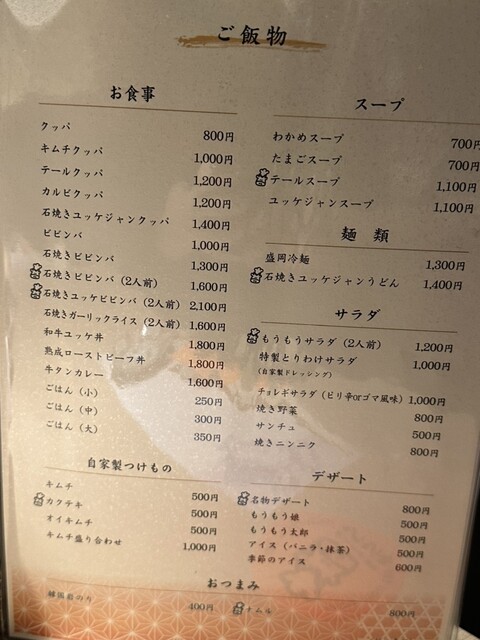 ご飯物
お食事
クッパ 800円
キムチクッパ 1,000円
テールクッパ 1,200円
カルビクッパ 1,200円
石焼きユッケジャンクッパ 1,400円
ビビンバ 1,000円
石焼きビビンバ 1,300円
石焼きビビンバ（2人前） 1,600円
石焼きユッケビビンバ（2人前） 2,100円
石焼きガーリックライス（2人前） 1,600円
和牛ユッケ丼 1,800円
熟成ローストビーフ丼 1,800円
牛タンカレー 1,600円
ごはん（小） 250円
ごはん（中） 300円
ごはん（大） 350円
自家製つけもの
キムチ 500円
カクテキ 500円
オイキムチ 500円
キムチ盛り合わせ 1,000円
スープ
わかめスープ 700円
たまごスープ 700円
テールスープ 1,100円
ユッケジャンスープ 1,100円
麺類
盛岡冷麺 1,300円
石焼きユッケジャンうどん 1,400円
サラダ
もうもうサラダ（2人前） 1,200円
特製とりわけサラダ 1,000円
（自家製ドレッシング）
チョレギサラダ（ピリ辛orゴマ風味） 1,000円
焼き野菜 800円
サンチュ 500円
焼きニンニク 800円
デザート
名物デザート 800円
もうもう娘 500円
もうもう太郎 500円
アイス（バニラ・抹茶） 500円
季節のアイス 600円
おつまみ
韓国船のり 400円
ナムル 800円